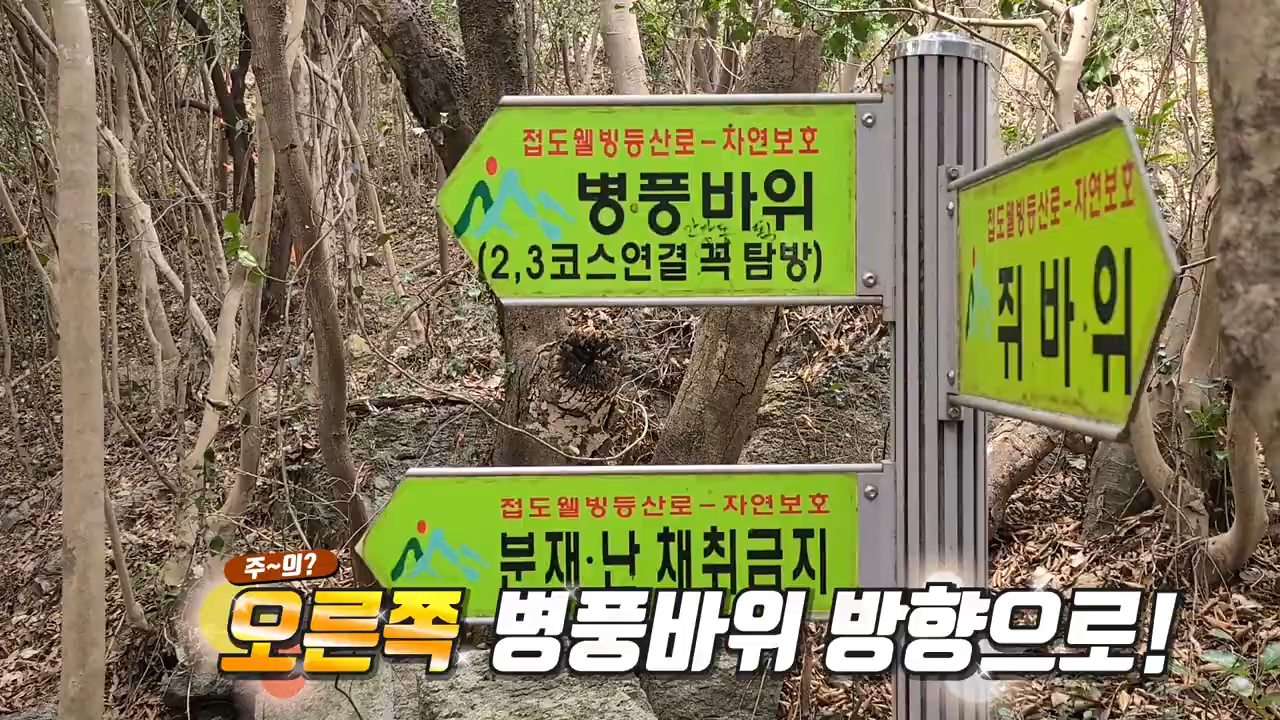 접도웰빙등산로-자연보호
병풍바위
(2,3코스연결 꼭 탐방)
접도웰빙등산로-자연보호
쥐바위
접도웰빙등산로-자연보호
분재·난 채취금지
주~의?
오른쪽 병풍바위 방향으로!